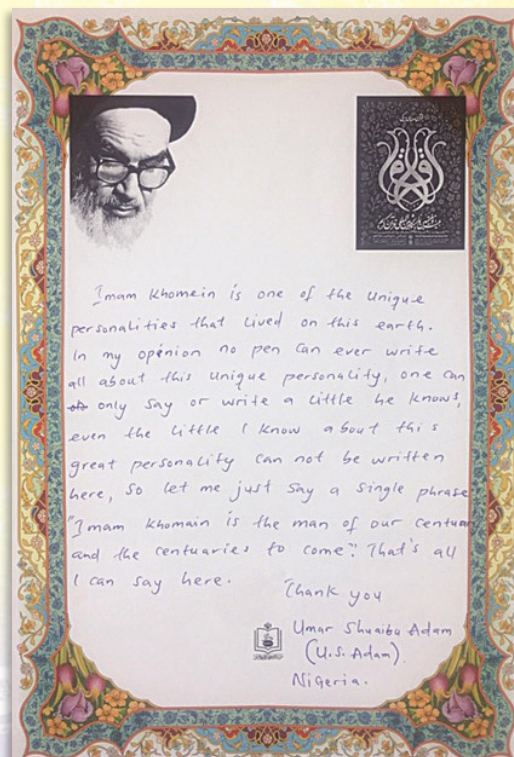 Imam Khomein is one of the Unique
personalities that Lived on this earth.
In my opinion no pen can ever write
all about this Unique personality, one can
only say or write a little he knows,
even the little I know about this
great personality can not be written
here, so let me just say a single phrase
"Imam Khomain is the man of our centuar
and the centuaries to come". That's all
I can say here.
Thank you
Umar Shuaibu Adam
(U.S. Adam).
Nigeria.